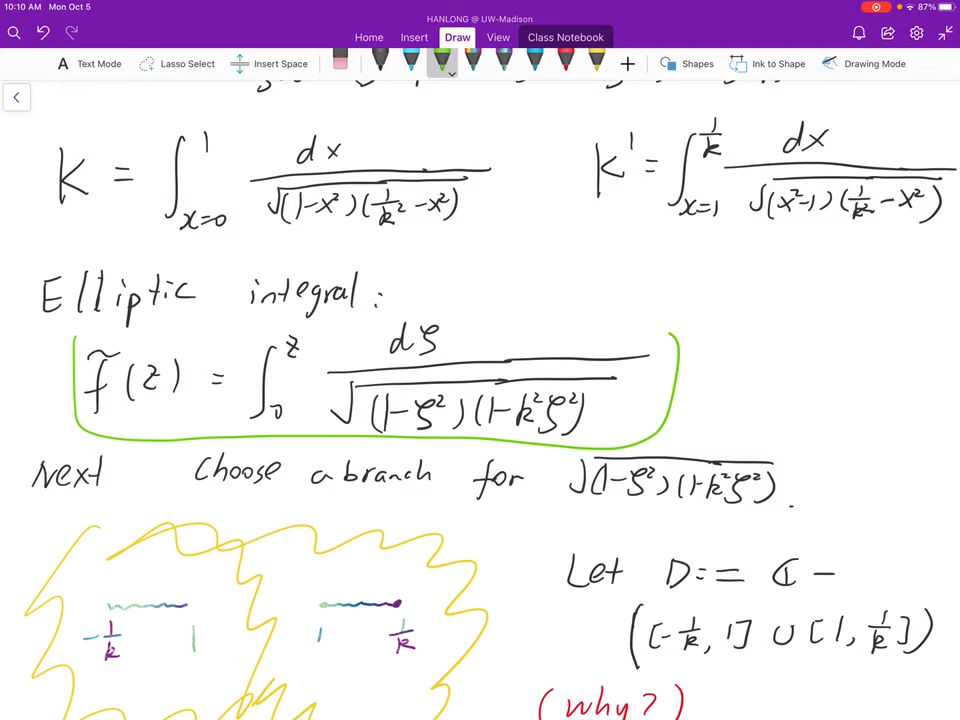 10:10 AM Mon Oct 5
87%
HANLONG @ UW-Madison
Home Insert Draw View Class Notebook
A Text Mode Lasso Select Insert Space Shapes Ink to Shape Drawing Mode
K = ∫_{x=0}^{1} dx / √((1-x²)(1/k² - x²)) K' = ∫_{x=1}^{1/k} dx / √((x²-1)(1/k² - x²))
Elliptic integral:
f̃(z) = ∫_0^z dζ / √((1-ζ²)(1-k²ζ²))
Next choose a branch for √((1-ζ²)(1-k²ζ²)).
Let D := ℂ -
([-1/k, 1] ∪ [1, 1/k])
-1/k 1 1 1/k
(why?)